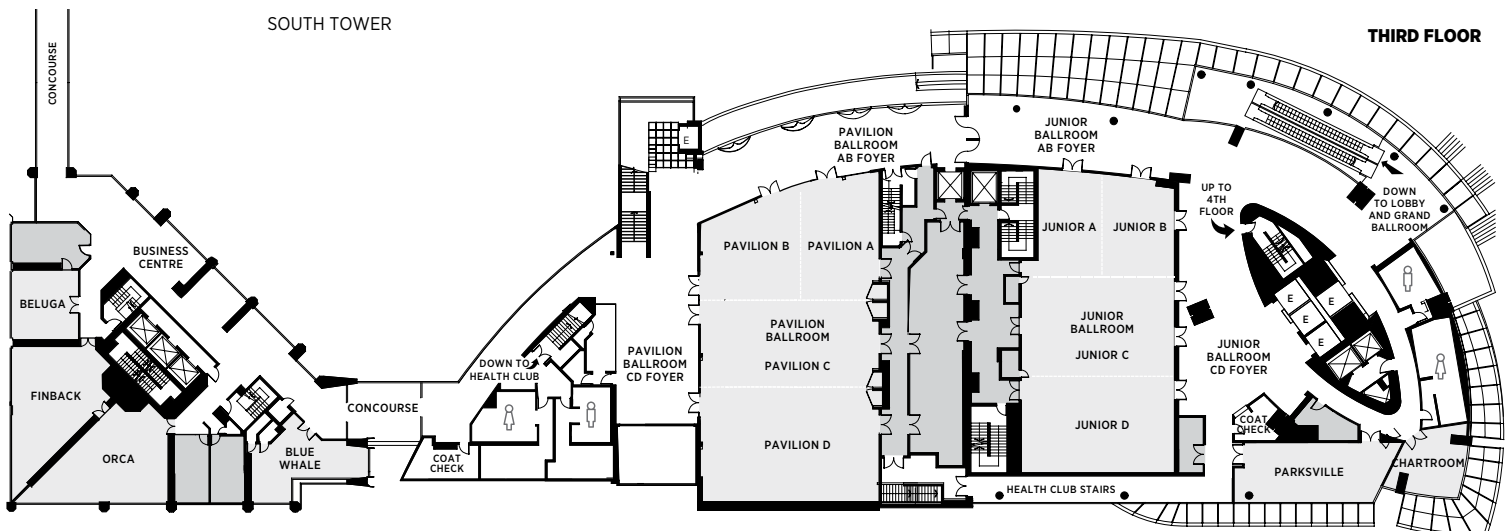 SOUTH TOWER
THIRD FLOOR
CONCOURSE
BUSINESS
CENTRE
BELUGA
FINBACK
ORCA
BLUE
WHALE
CONCOURSE
DOWN TO
HEALTH CLUB
COAT
CHECK
E
PAVILION
BALLROOM
AB FOYER
PAVILION
BALLROOM
CD FOYER
PAVILION B
PAVILION A
PAVILION
BALLROOM
PAVILION C
PAVILION D
JUNIOR
BALLROOM
AB FOYER
JUNIOR A
JUNIOR B
JUNIOR
BALLROOM
JUNIOR C
JUNIOR D
HEALTH CLUB STAIRS
UP TO
4TH
FLOOR
DOWN
TO LOBBY
AND GRAND
BALLROOM
E
E
E
E
JUNIOR
BALLROOM
CD FOYER
COAT
CHECK
PARKSVILLE
CHARTROOM